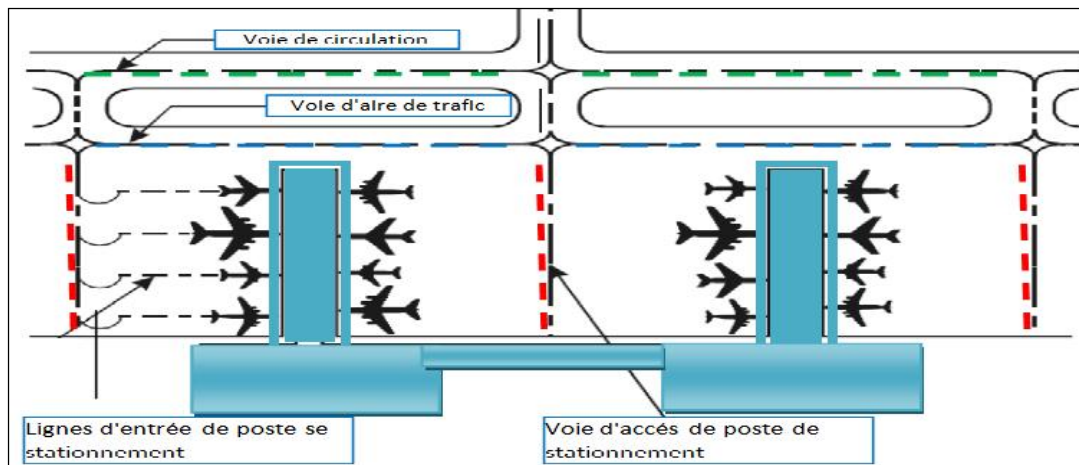 Voie de circulation
Voie d'aire de trafic
Lignes d'entrée de poste se
stationnement
Voie d'accés de poste de
stationnement